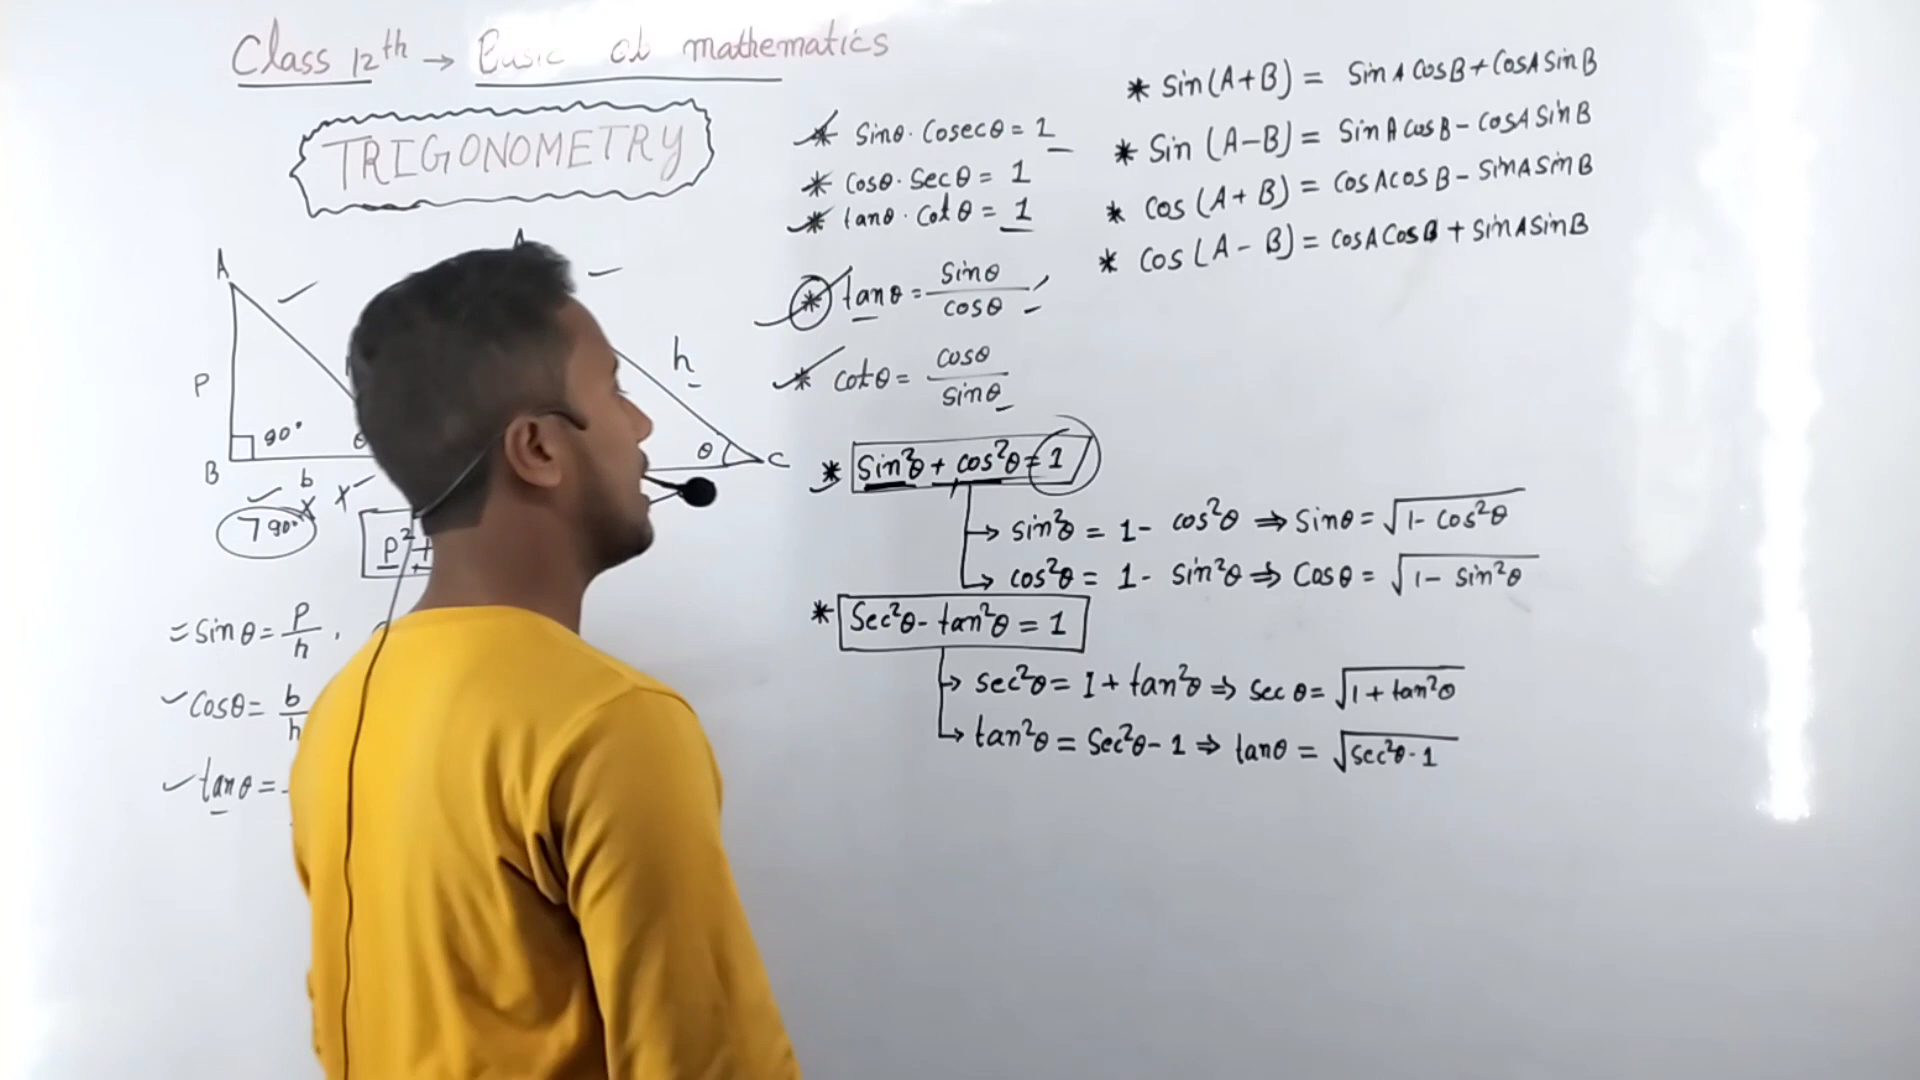 Class 12th → Basic of mathematics
TRIGONOMETRY
A
P
90°
θ
B
b
790°
P²+
h
θ
C
= Sinθ = P/h,
Cosθ = b/h
tanθ =
* Sinθ · Cosecθ = 1
* Cosθ · Secθ = 1
* tanθ · Cotθ = 1
* tanθ = Sinθ/cosθ
* cotθ = cosθ/sinθ
* Sin²θ + cos²θ = 1
→ sin²θ = 1 - cos²θ ⇒ Sinθ = √1 - Cos²θ
→ cos²θ = 1 - sin²θ ⇒ Cosθ = √1 - sin²θ
* Sec²θ - tan²θ = 1
→ sec²θ = 1 + tan²θ ⇒ sec θ = √1 + tan²θ
→ tan²θ = Sec²θ - 1 ⇒ tanθ = √sec²θ - 1
* Sin(A+B) = SinA CosB + CosA SinB
* Sin (A-B) = SinA CosB - CosA SinB
* Cos (A+B) = CosA cosB - SinA SinB
* Cos (A-B) = CosA CosB + SinA SinB